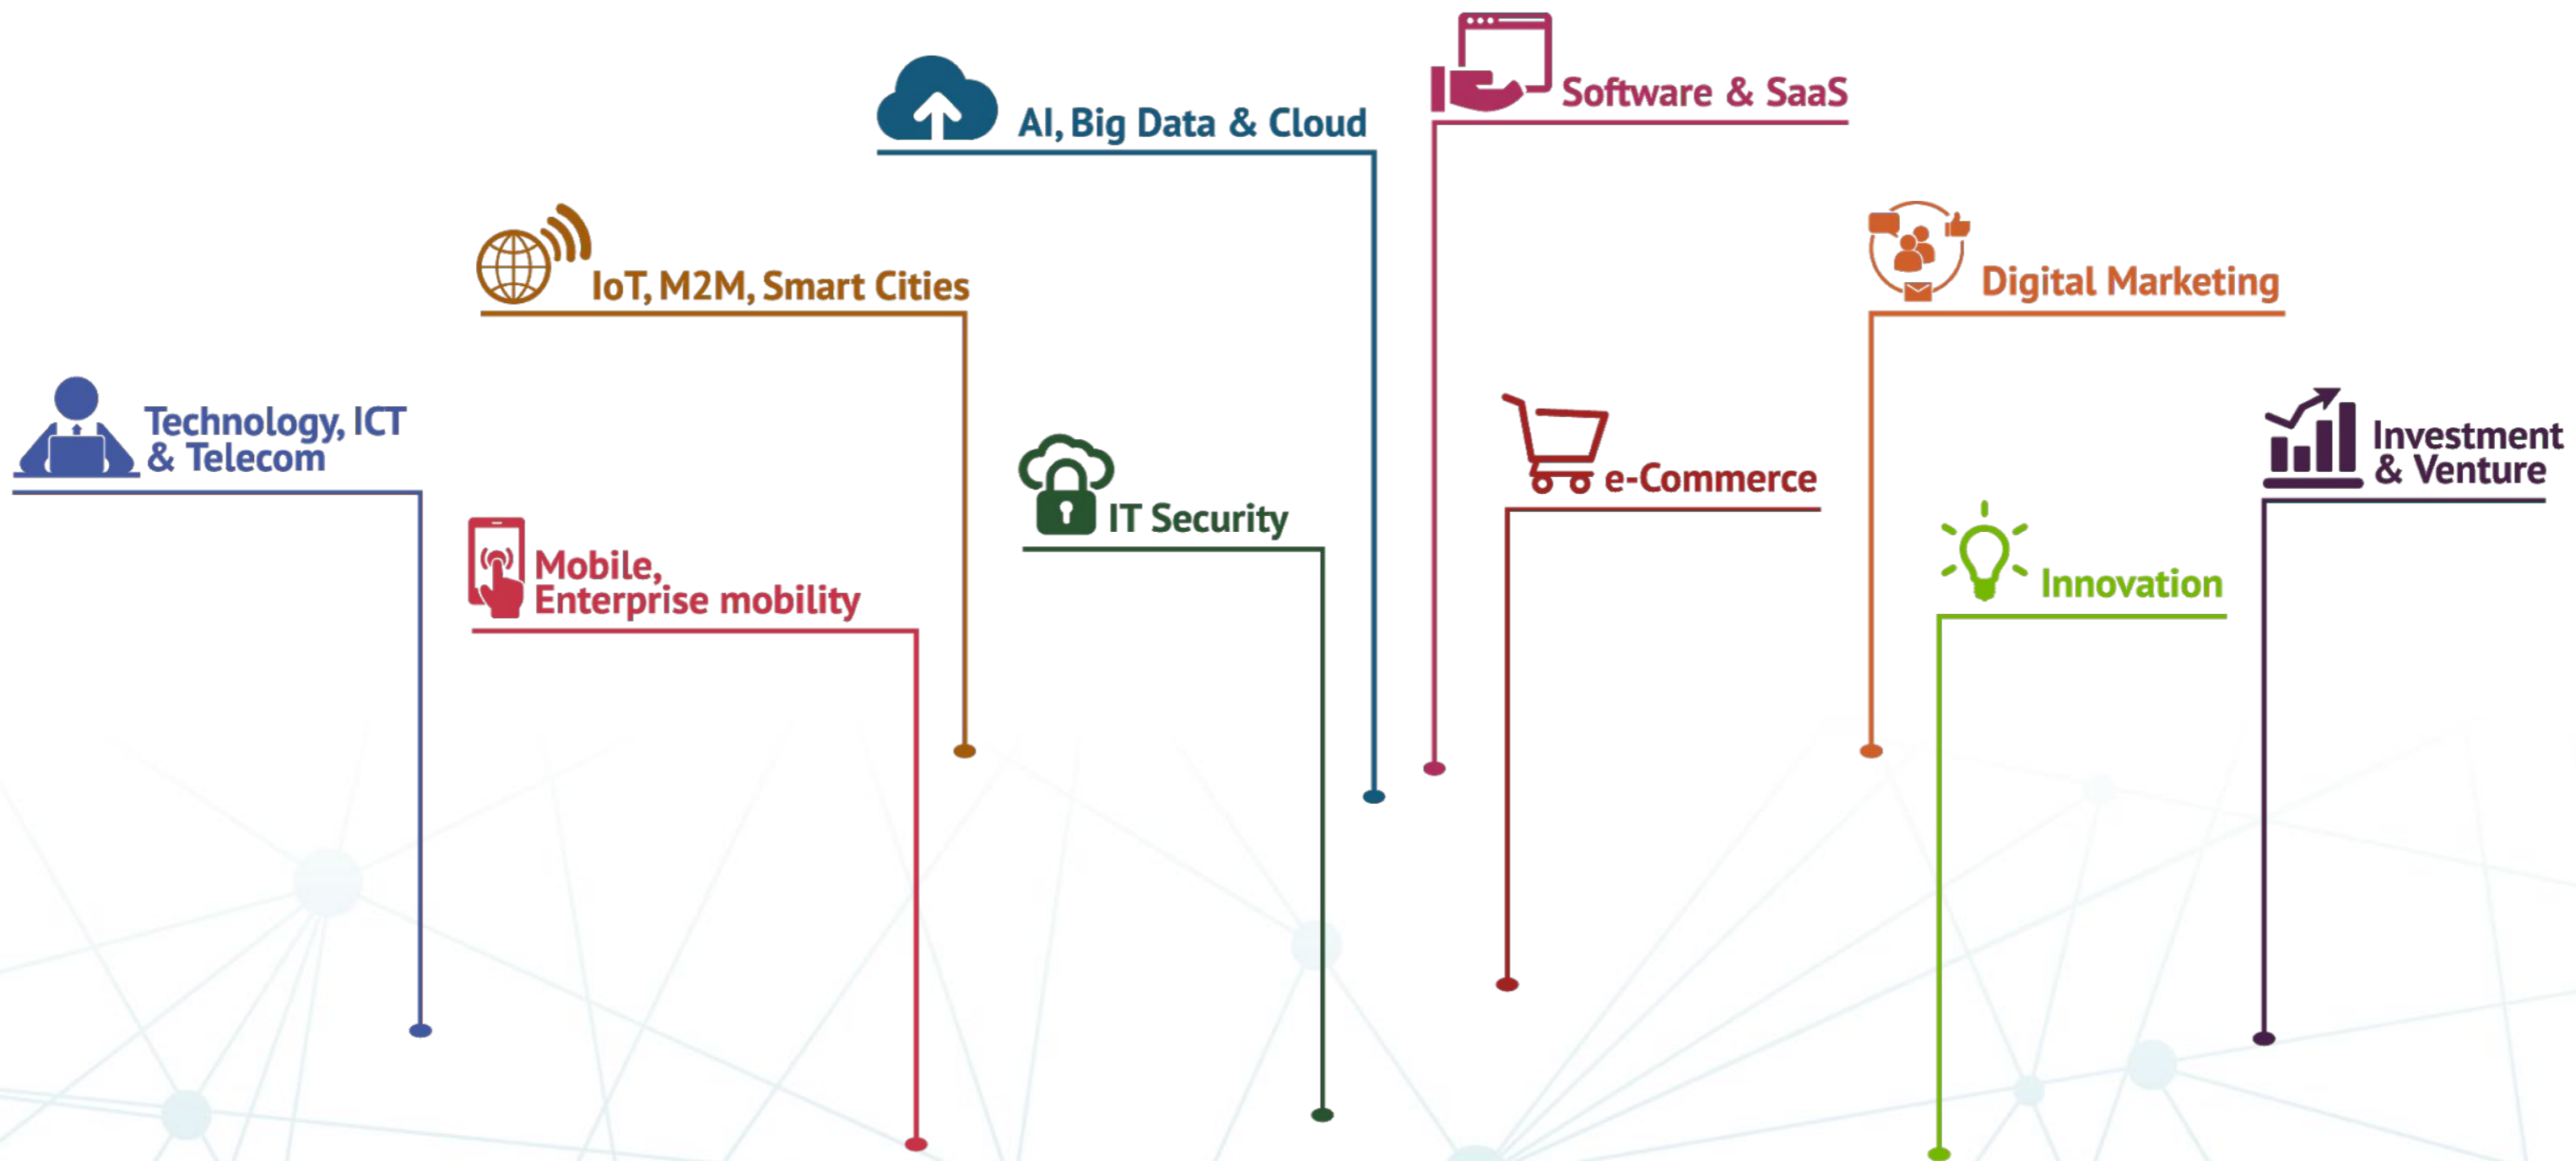 Software & SaaS
AI, Big Data & Cloud
IoT, M2M, Smart Cities
Digital Marketing
Technology, ICT
& Telecom
Investment
& Venture
e-Commerce
IT Security
Mobile,
Enterprise mobility
Innovation